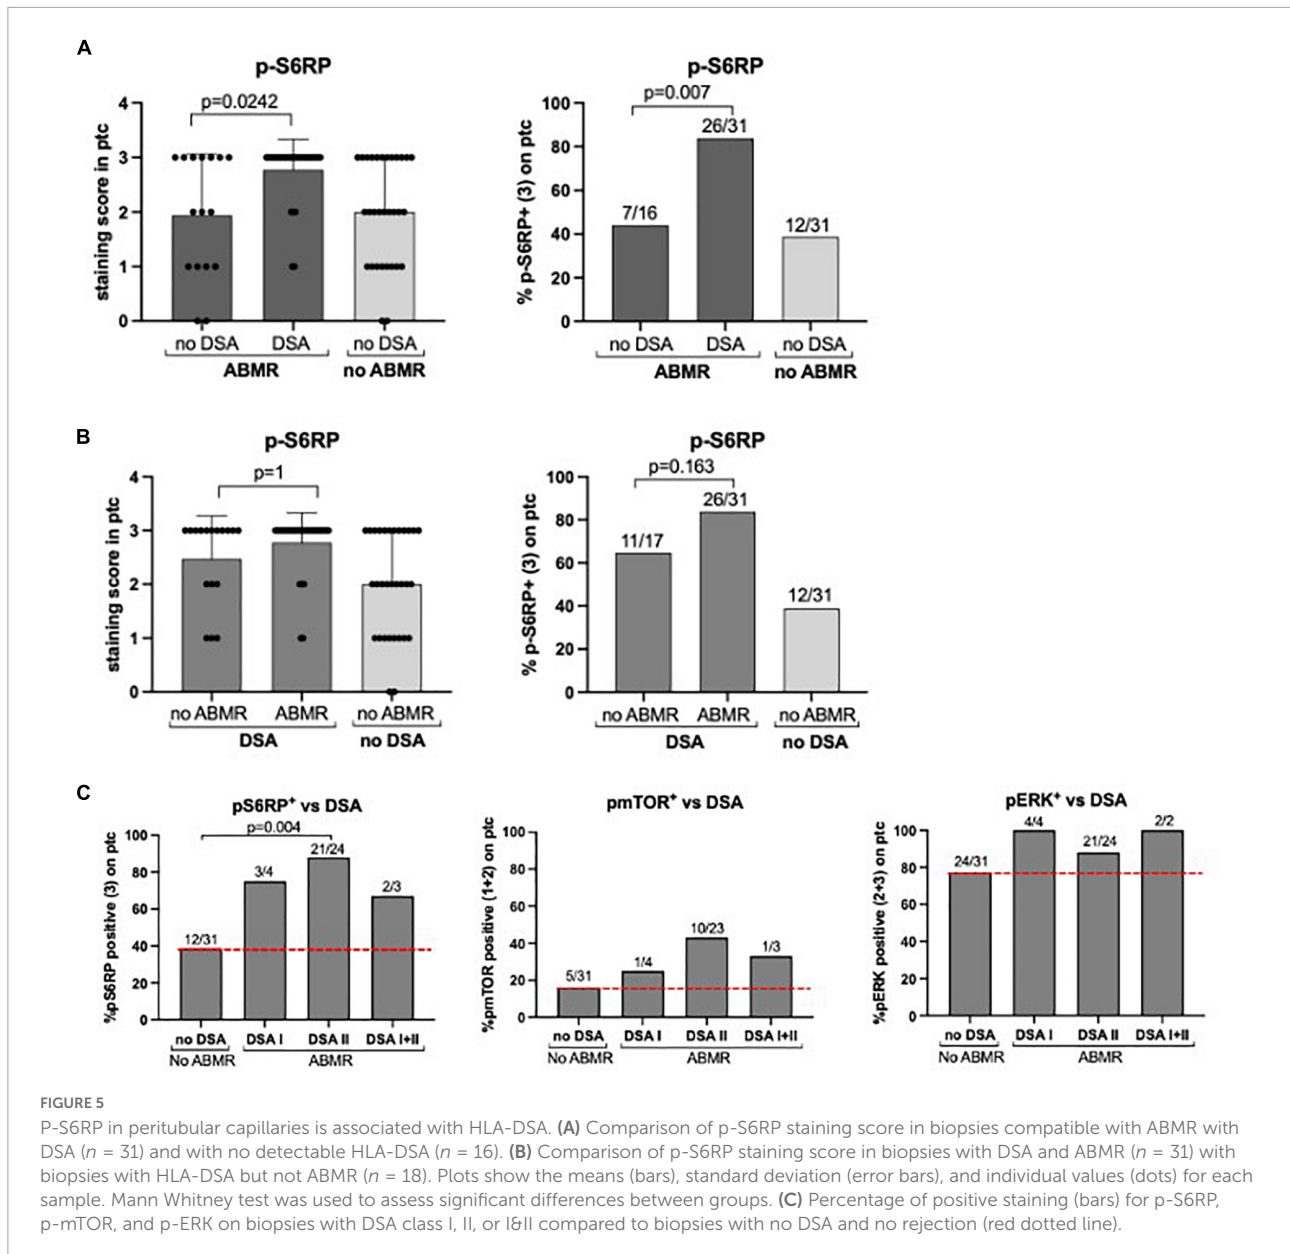 A
p-S6RP
p=0.0242
staining score in ptc
4
3
2
1
0
no DSA DSA no DSA
ABMR no ABMR
p-S6RP
p=0.007
% p-S6RP+ (3) on ptc
100
80
60
40
20
0
7/16
26/31
12/31
no DSA DSA no DSA
ABMR no ABMR
B
p-S6RP
p=1
staining score in ptc
4
3
2
1
0
no ABMR ABMR no ABMR
DSA no DSA
p-S6RP
p=0.163
% p-S6RP+ (3) on ptc
100
80
60
40
20
0
11/17
26/31
12/31
no ABMR ABMR no ABMR
DSA no DSA
C
pS6RP+ vs DSA
p=0.004
%pS6RP positive (3) on ptc
100
80
60
40
20
0
12/31
3/4
21/24
2/3
no DSA DSA I DSA II DSA I+II
No ABMR ABMR
pmTOR+ vs DSA
%pmTOR positive (1+2) on ptc
100
80
60
40
20
0
5/31
1/4
10/23
1/3
no DSA DSA I DSA II DSA I+II
No ABMR ABMR
pERK+ vs DSA
%pERK positive (2+3) on ptc
100
80
60
40
20
0
24/31
4/4
21/24
2/2
no DSA DSA I DSA II DSA I+II
No ABMR ABMR
FIGURE 5
P-S6RP in peritubular capillaries is associated with HLA-DSA. (A) Comparison of p-S6RP staining score in biopsies compatible with ABMR with
DSA (n = 31) and with no detectable HLA-DSA (n = 16). (B) Comparison of p-S6RP staining score in biopsies with DSA and ABMR (n = 31) with
biopsies with HLA-DSA but not ABMR (n = 18). Plots show the means (bars), standard deviation (error bars), and individual values (dots) for each
sample. Mann Whitney test was used to assess significant differences between groups. (C) Percentage of positive staining (bars) for p-S6RP,
p-mTOR, and p-ERK on biopsies with DSA class I, II, or I&II compared to biopsies with no DSA and no rejection (red dotted line).